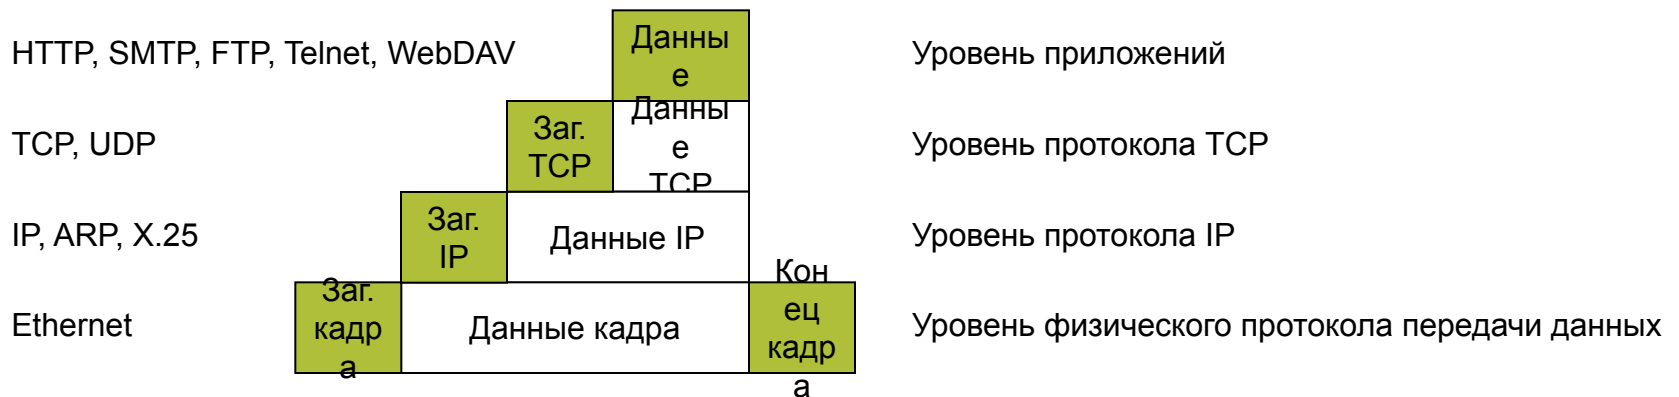 HTTP, SMTP, FTP, Telnet, WebDAV
Данны
е
Уровень приложений
TCP, UDP
Заг.
TCP
Данны
е
TCP
Уровень протокола TCP
IP, ARP, X.25
Заг.
IP
Данные IP
Уровень протокола IP
Ethernet
Заг.
кадр
а
Данные кадра
Кон
ец
кадр
а
Уровень физического протокола передачи данных